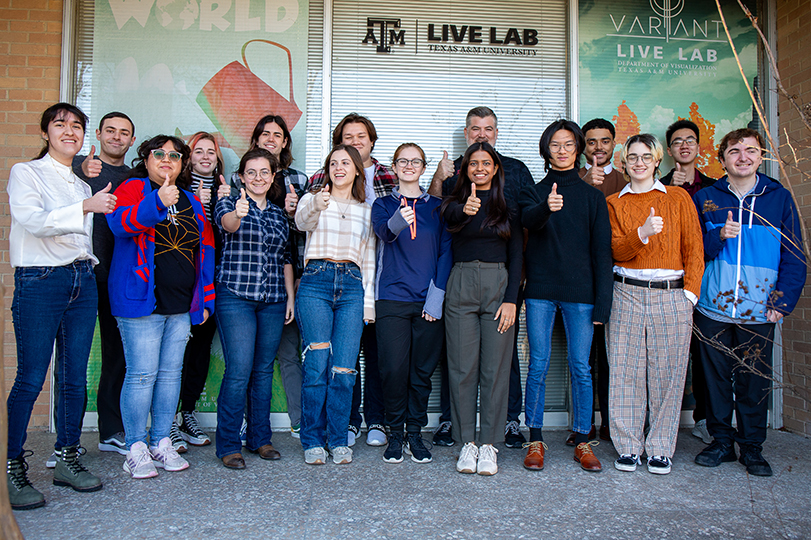 WORLD
ATM LIVE LAB
TEXAS A&M UNIVERSITY
VARIANT
LIVE LAB
DEPARTMENT OF VISUALIZATION
TEXAS A&M UNIVERSITY